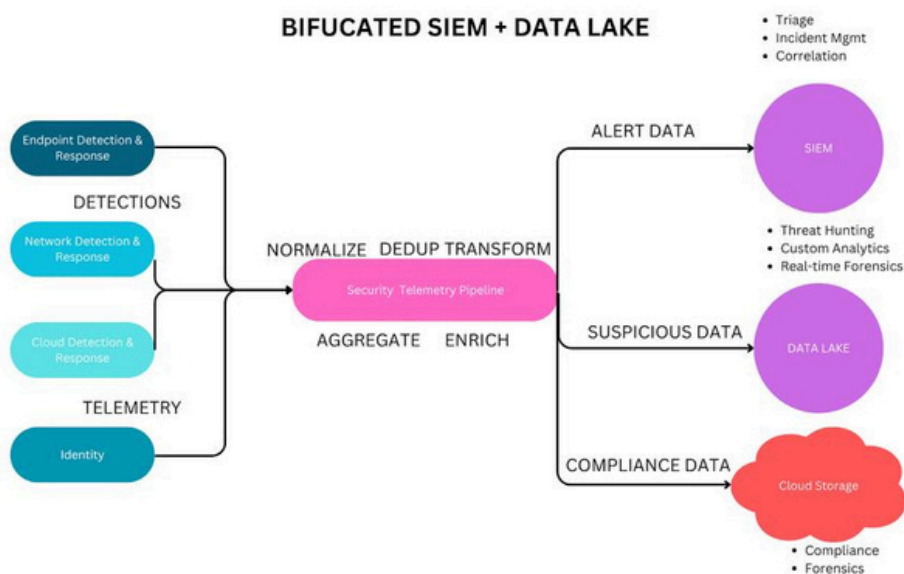 BIFUCATED SIEM + DATA LAKE
• Triage
• Incident Mgmt
• Correlation
Endpoint Detection &
Response
ALERT DATA
SIEM
DETECTIONS
Network Detection &
Response
NORMALIZE DEDUP TRANSFORM
Security Telemetry Pipeline
AGGREGATE ENRICH
• Threat Hunting
• Custom Analytics
• Real-time Forensics
SUSPICIOUS DATA
DATA LAKE
Cloud Detection &
Response
TELEMETRY
Identity
COMPLIANCE DATA
Cloud Storage
• Compliance
• Forensics